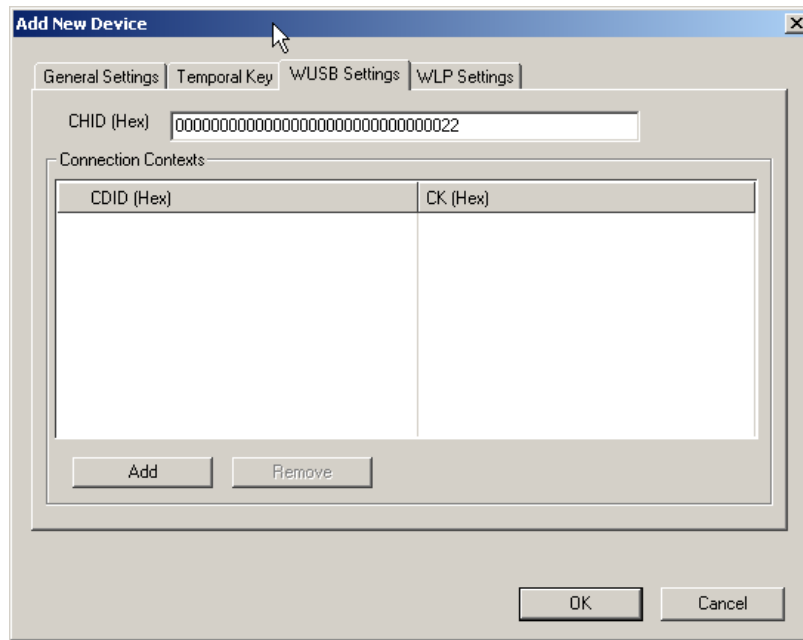 Add New Device
General Settings Temporal Key WUSB Settings WLP Settings
CHID (Hex) 00000000000000000000000000000022
Connection Contexts
CDID (Hex) CK (Hex)
Add Remove
OK Cancel